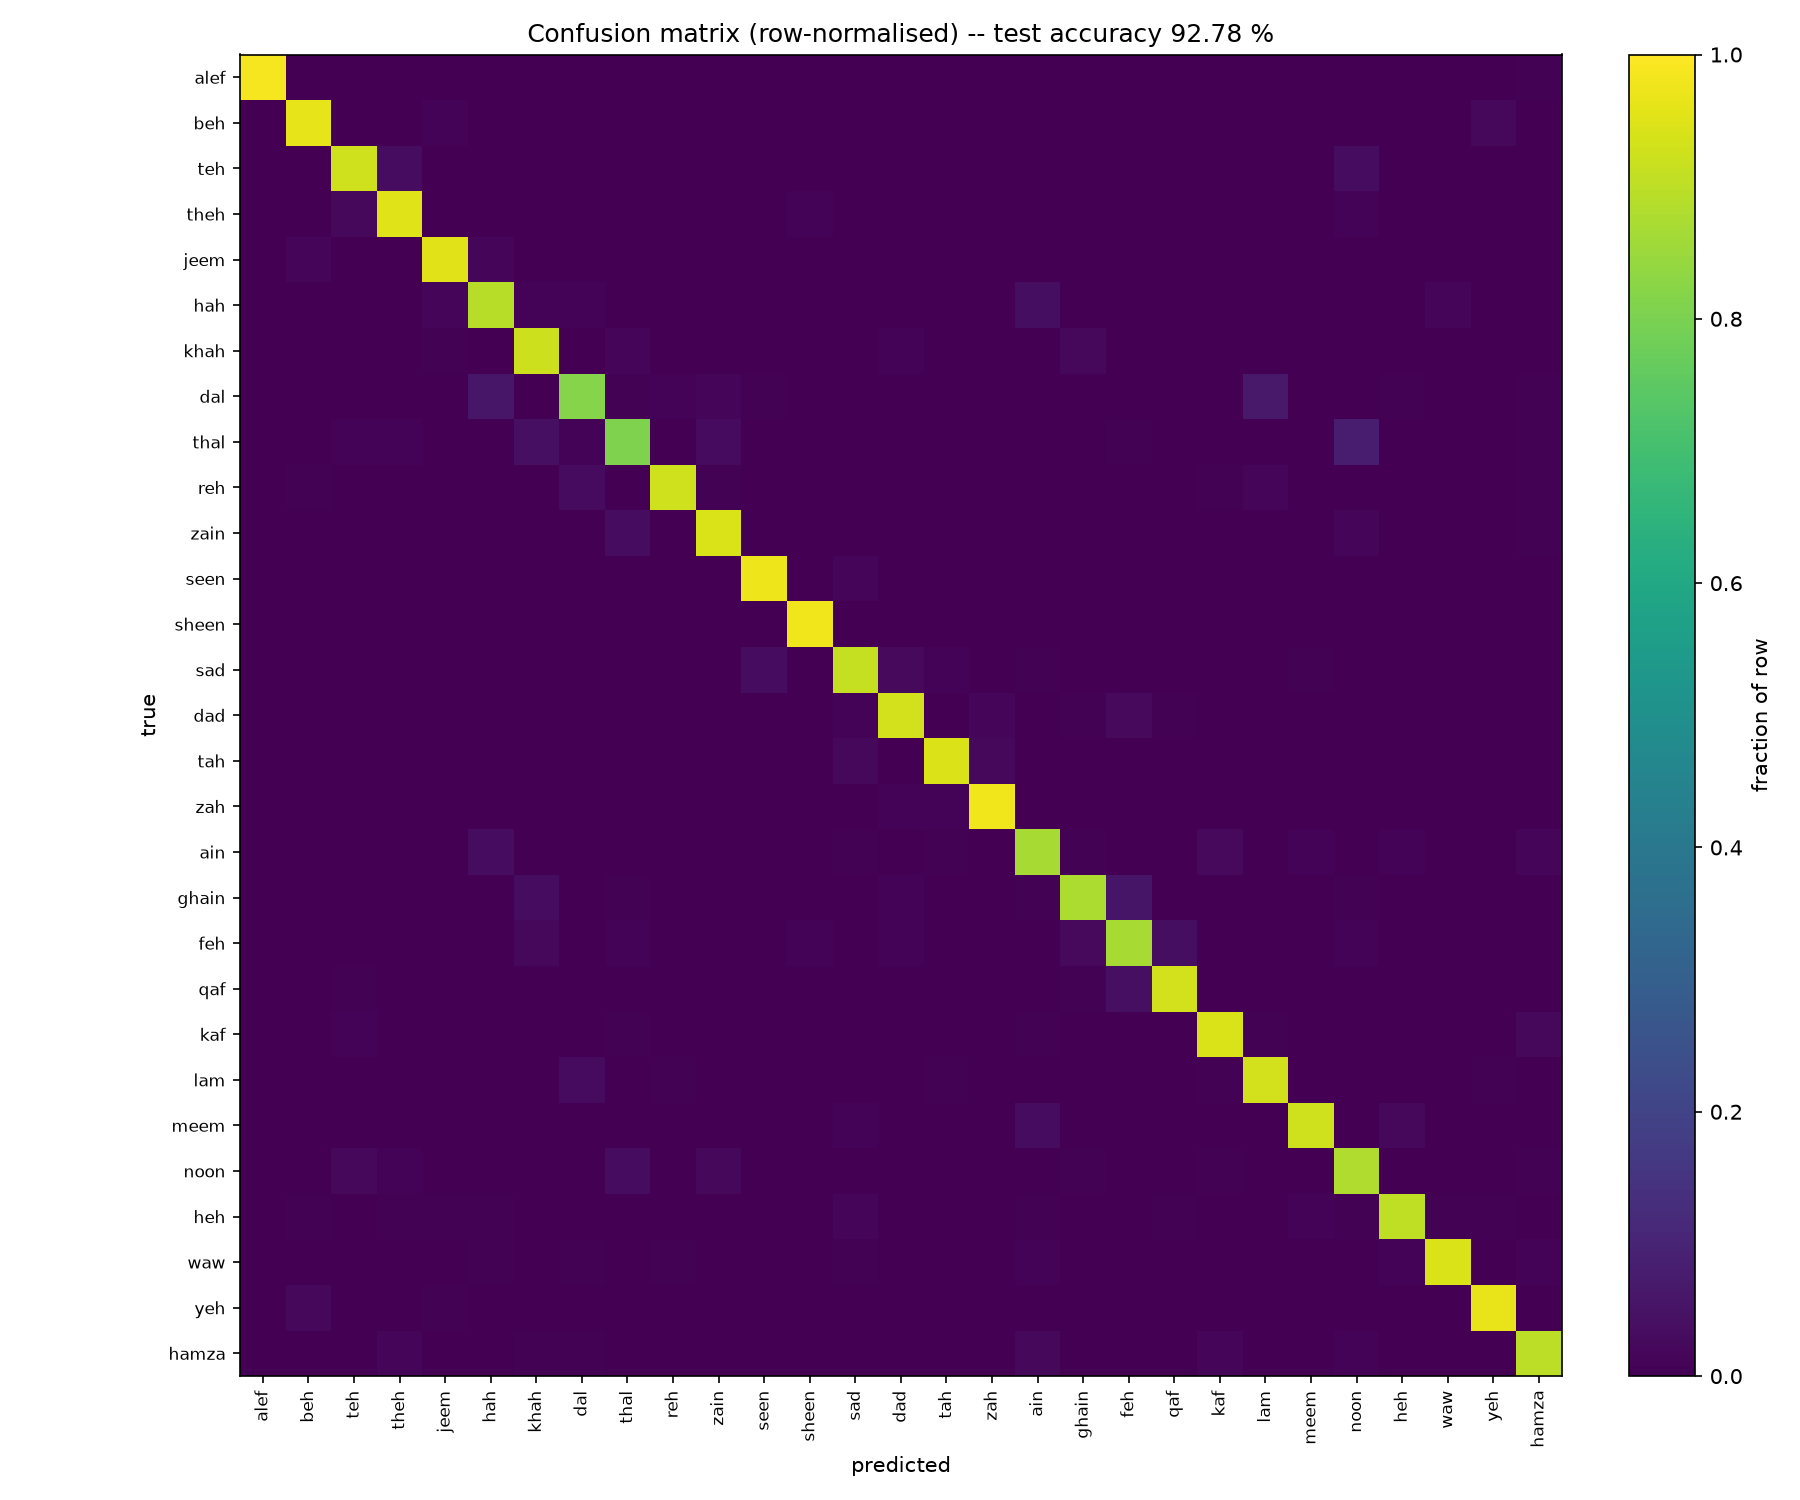 Confusion matrix (row-normalised) -- test accuracy 92.78 %
true
alef
beh
teh
theh
jeem
hah
khah
dal
thal
reh
zain
seen
sheen
sad
dad
tah
zah
ain
ghain
feh
qaf
kaf
lam
meem
noon
heh
waw
yeh
hamza
alef beh teh theh jeem hah khah dal thal reh zain seen sheen sad dad tah zah ain ghain feh qaf kaf lam meem noon heh waw yeh hamza
predicted
1.0
0.8
0.6
0.4
0.2
0.0
fraction of row